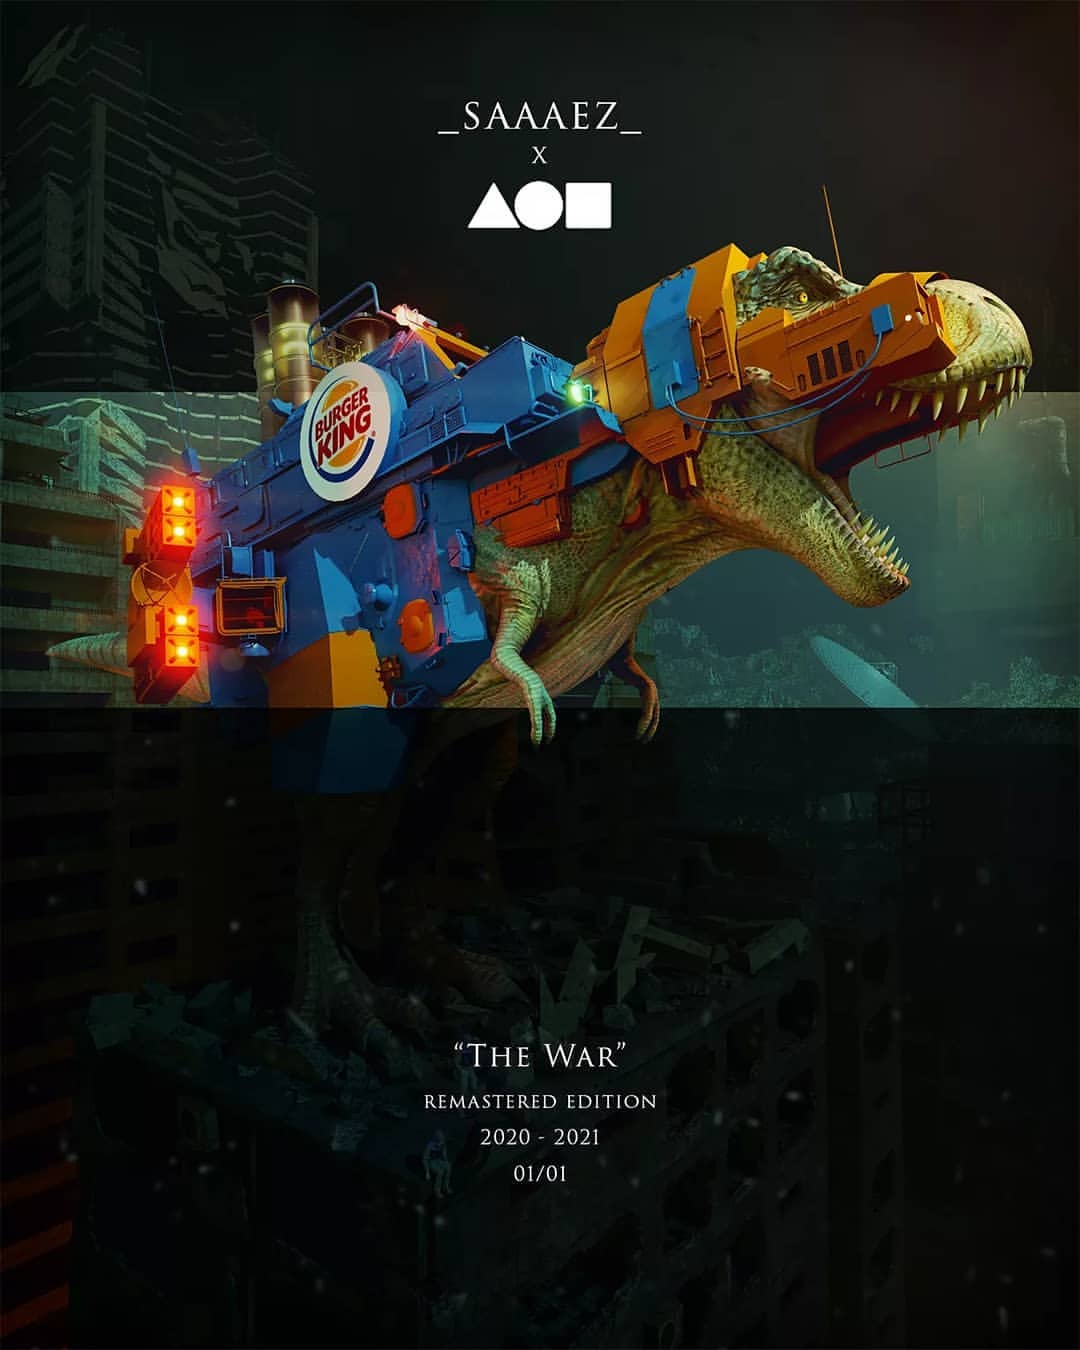 _SAAAEZ_
X
BURGER
KING
“THE WAR”
REMASTERED EDITION
2020 - 2021
01/01